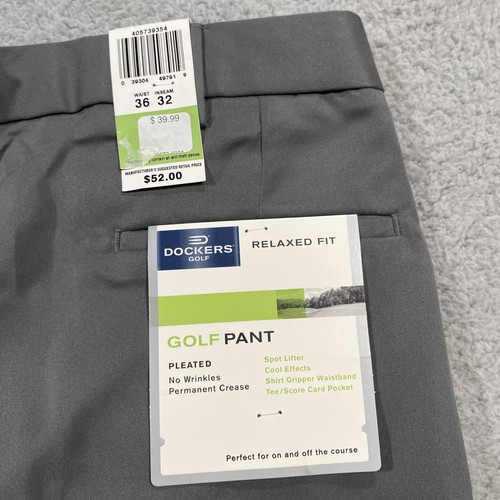 405739354
0 39304 49791 9
WAIST INSEAM
36 32
$ 39.99
MANUFACTURER'S SUGGESTED RETAIL PRICE
$52.00
DOCKERS
GOLF
RELAXED FIT
GOLF PANT
PLEATED
No Wrinkles
Permanent Crease
Spot Lifter
Cool Effects
Shirt Gripper Waistband
Tee/Score Card Pocket
Perfect for on and off the course